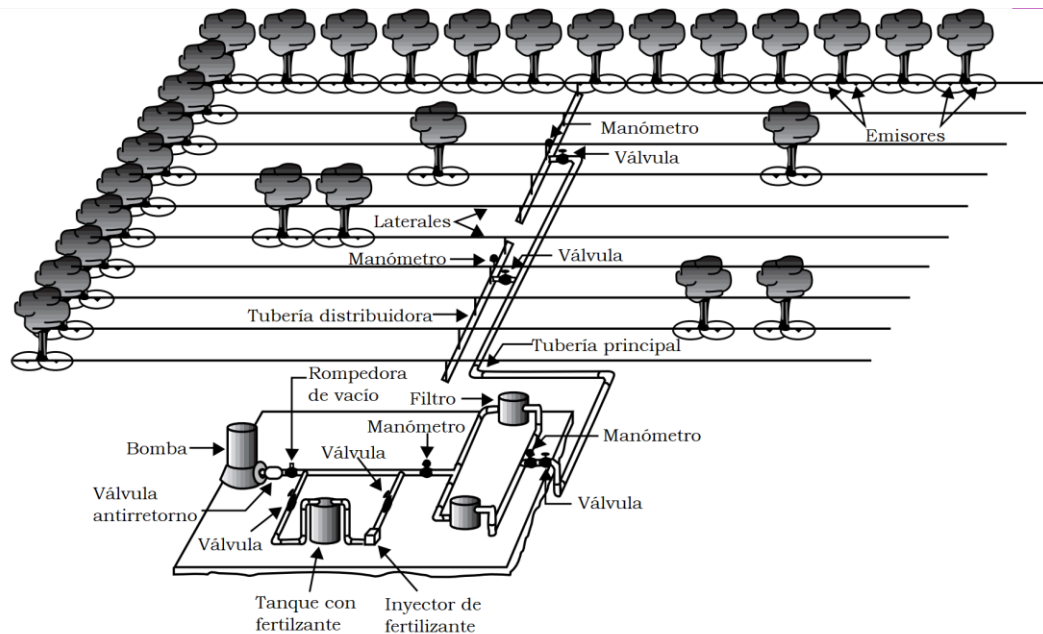 Manómetro
Emisores
Válvula
Laterales
Manómetro
Válvula
Tubería distribuidora
Tubería principal
Rompedora
de vacío
Filtro
Manómetro
Manómetro
Bomba
Válvula
Válvula
antirretorno
Válvula
Válvula
Tanque con
fertilzante
Inyector de
fertilizante